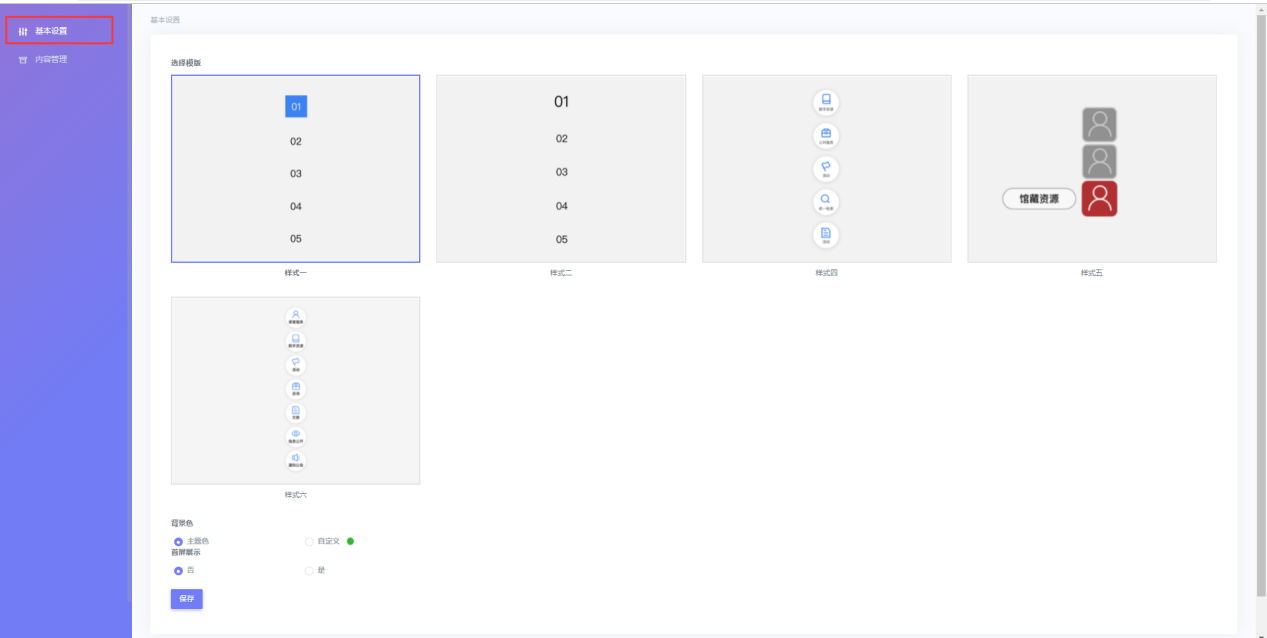 基本设置
内容管理
基本设置
选择模版
01
02
03
04
05
样式一
01
02
03
04
05
样式二
样式四
馆藏资源
样式五
样式六
背景色
主题色
自定义
首屏展示
否
是
保存